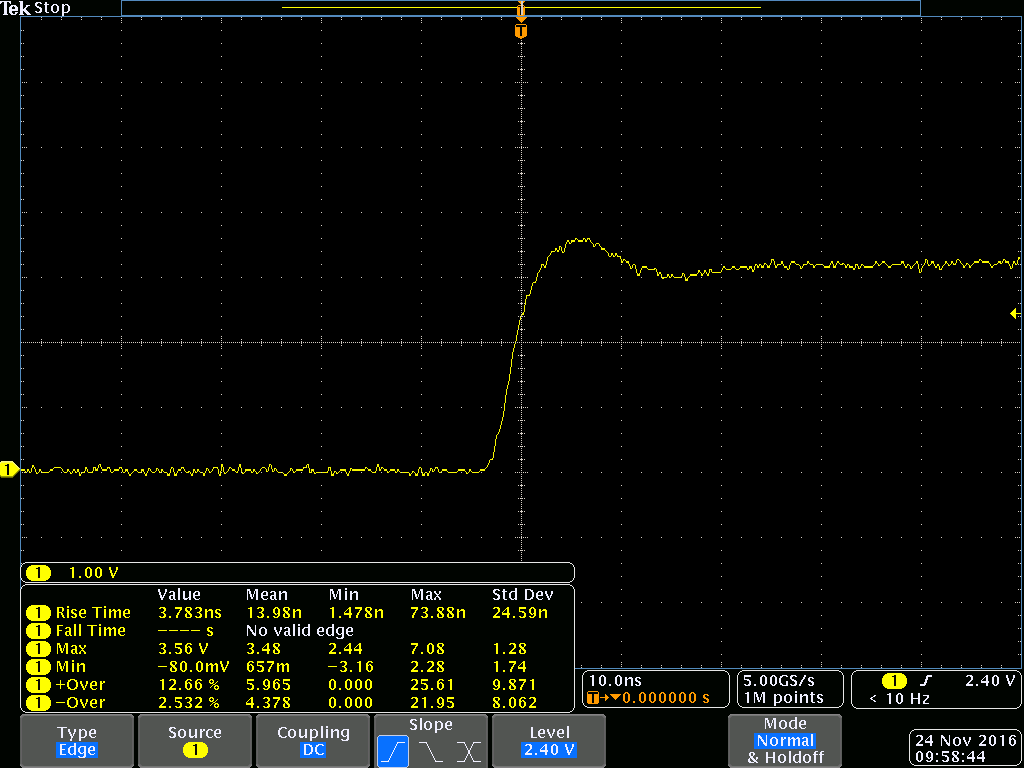 Tek Stop
T
T
1
1 1.00 V
Value Mean Min Max Std Dev
1 Rise Time 3.783ns 13.98n 1.478n 73.88n 24.59n
1 Fall Time –––– s No valid edge
1 Max 3.56 V 3.48 2.44 7.08 1.28
1 Min −80.0mV 657m −3.16 2.28 1.74
1 +Over 12.66 % 5.965 0.000 25.61 9.871
1 −Over 2.532 % 4.378 0.000 21.95 8.062
10.0ns
T→▼0.000000 s
5.00GS/s
1M points
1 2.40 V
< 10 Hz
Type
Edge
Source
1
Coupling
DC
Slope
Level
2.40 V
Mode
Normal
& Holdoff
24 Nov 2016
09:58:44